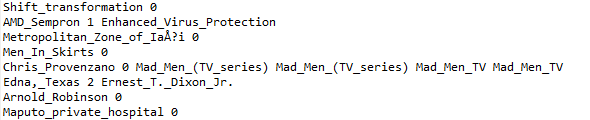 Shift_transformation 0
AMD_Sempron 1 Enhanced_Virus_Protection
Metropolitan_Zone_of_IaÅ?i 0
Men_In_Skirts 0
Chris_Provenzano 0 Mad_Men_(TV_series) Mad_Men_(TV_series) Mad_Men_TV Mad_Men_TV
Edna,_Texas 2 Ernest_T._Dixon_Jr.
Arnold_Robinson 0
Maputo_private_hospital 0